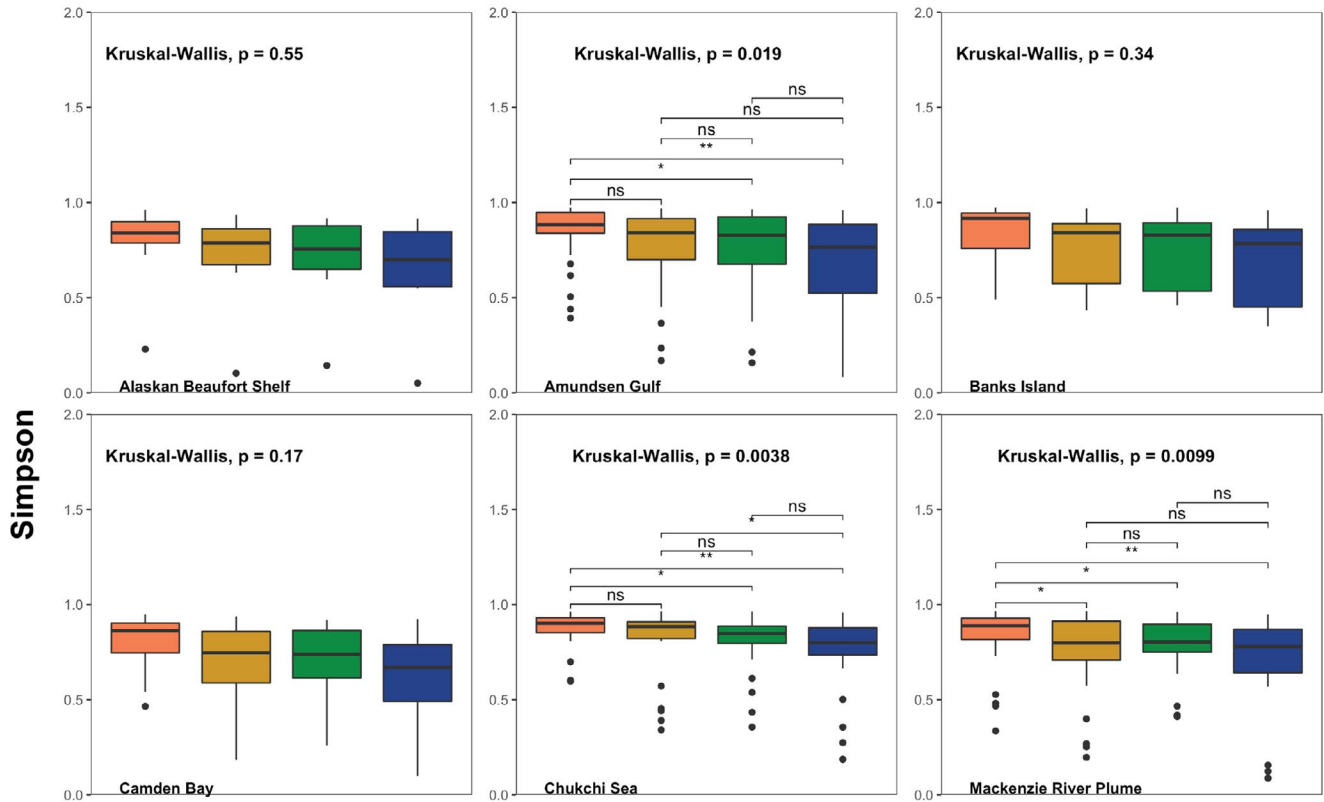 Simpson
2.0
1.5
1.0
0.5
0.0
Kruskal-Wallis, p = 0.55
Alaskan Beaufort Shelf
2.0
1.5
1.0
0.5
0.0
Kruskal-Wallis, p = 0.019
ns
ns
ns
**
*
ns
Amundsen Gulf
2.0
1.5
1.0
0.5
0.0
Kruskal-Wallis, p = 0.34
Banks Island
2.0
1.5
1.0
0.5
0.0
Kruskal-Wallis, p = 0.17
Camden Bay
2.0
1.5
1.0
0.5
0.0
Kruskal-Wallis, p = 0.0038
ns
*
ns
**
*
ns
Chukchi Sea
2.0
1.5
1.0
0.5
0.0
Kruskal-Wallis, p = 0.0099
ns
ns
ns
**
*
*
Mackenzie River Plume